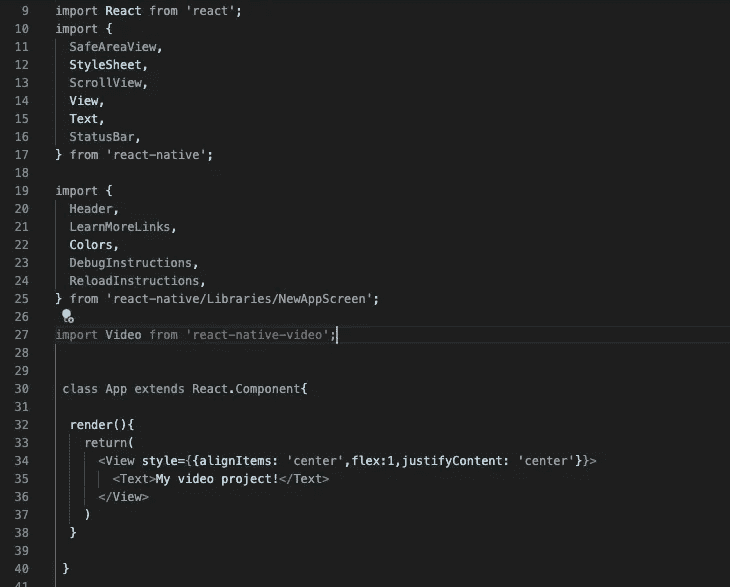 9 import React from 'react';
10 import {
11 SafeAreaView,
12 StyleSheet,
13 ScrollView,
14 View,
15 Text,
16 StatusBar,
17 } from 'react-native';
18
19 import {
20 Header,
21 LearnMoreLinks,
22 Colors,
23 DebugInstructions,
24 ReloadInstructions,
25 } from 'react-native/Libraries/NewAppScreen';
26
27 import Video from 'react-native-video';
28
29
30 class App extends React.Component{
31
32 render(){
33 return(
34 <View style={{alignItems: 'center',flex:1,justifyContent: 'center'}}>
35 <Text>My video project!</Text>
36 </View>
37 )
38 }
39
40 }
41